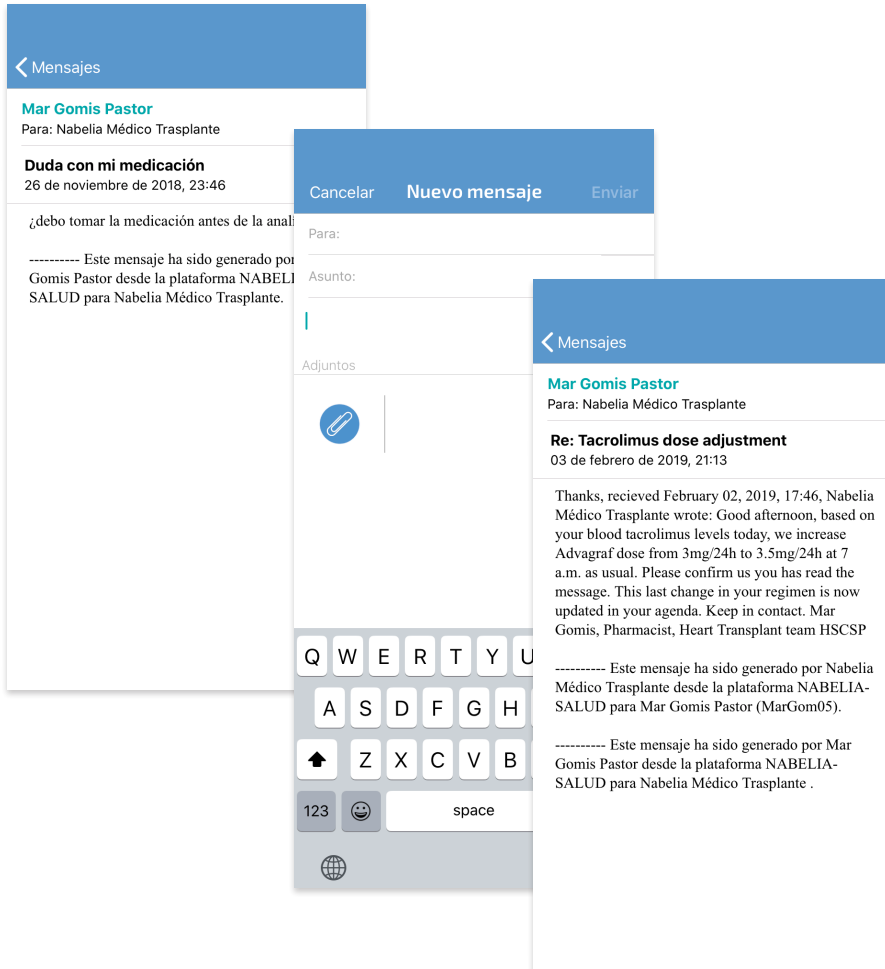 Mensajes
Mar Gomis Pastor
Para: Nabelia Médico Trasplante
Duda con mi medicación
26 de noviembre de 2018, 23:46
¿debo tomar la medicación antes de la
---------- Este mensaje ha sido generado por
Gomis Pastor desde la plataforma
SALUD para Nabelia Médico Trasplante.
Cancelar Nuevo mensaje Enviar
Para:
Asunto:
Adjuntos
Q W E R T Y U
A S D F G H
Z X C V B
123 space
Mensajes
Mar Gomis Pastor
Para: Nabelia Médico Trasplante
Re: Tacrolimus dose adjustment
03 de febrero de 2019, 21:13
Thanks, recieved February 02, 2019, 17:46, Nabelia
Médico Trasplante wrote: Good afternoon, based on
your blood tacrolimus levels today, we increase
Advagraf dose from 3mg/24h to 3.5mg/24h at 7
a.m. as usual. Please confirm us you has read the
message. This last change in your regimen is now
updated in your agenda. Keep in contact. Mar
Gomis, Pharmacist, Heart Transplant team HSCSP
---------- Este mensaje ha sido generado por Nabelia
Médico Trasplante desde la plataforma NABELIA-
SALUD para Mar Gomis Pastor (MarGom05).
---------- Este mensaje ha sido generado por Mar
Gomis Pastor desde la plataforma NABELIA-
SALUD para Nabelia Médico Trasplante .